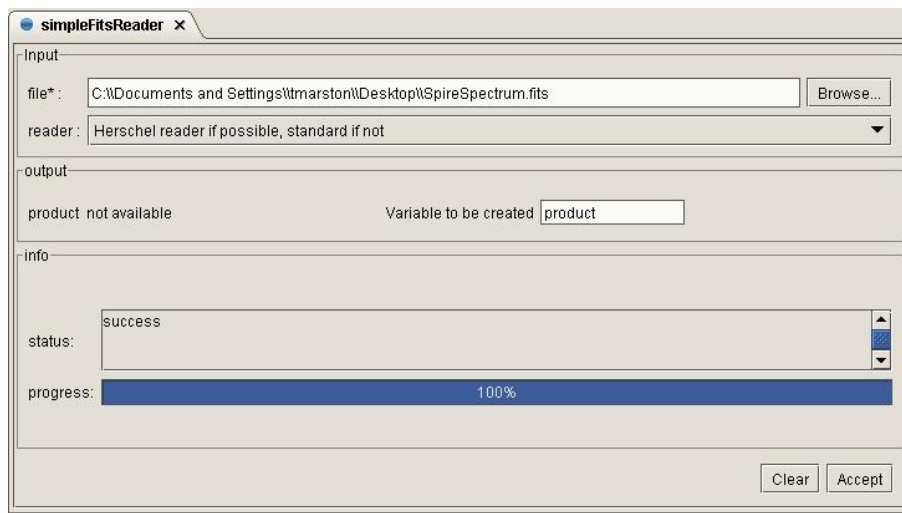 simpleFitsReader ×
Input
file* : C:\\Documents and Settings\\tmarston\\Desktop\\SpireSpectrum.fits Browse...
reader : Herschel reader if possible, standard if not
output
product not available Variable to be created product
info
status: success
progress: 100%
Clear Accept